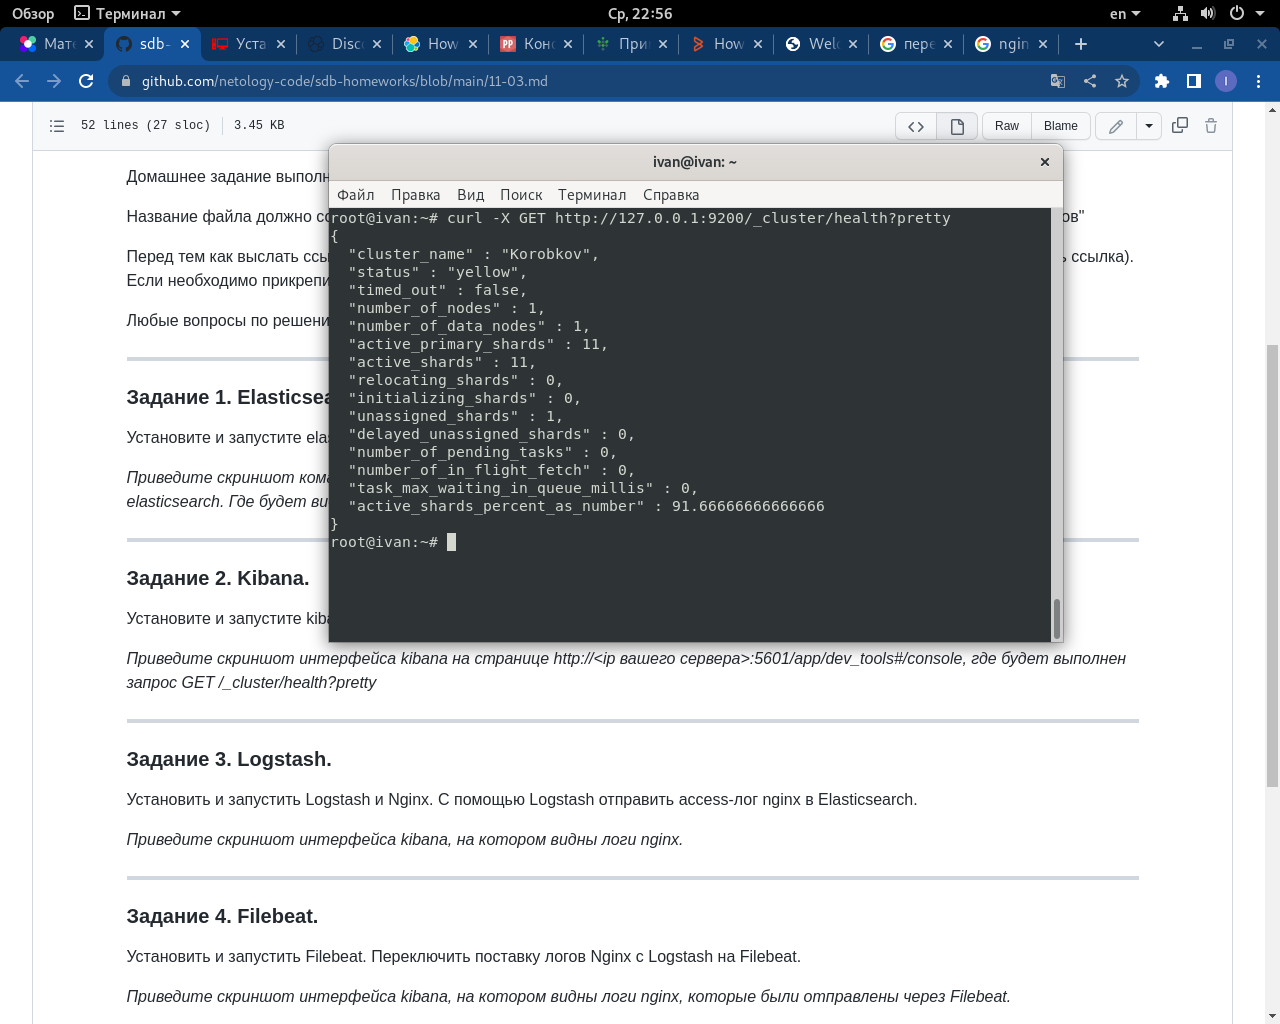 Обзор Терминал Ср, 22:56 en
Мате sdb- Уста Disco How Кон При How Welc пере ngin
github.com/netology-code/sdb-homeworks/blob/main/11-03.md I
52 lines (27 sloc) 3.45 KB Raw Blame
Домашнее задание выполн
Название файла должно со ов"
Перед тем как выслать ссы ь ссылка).
Если необходимо прикрепи
Любые вопросы по решени
ivan@ivan: ~
Файл Правка Вид Поиск Терминал Справка
root@ivan:~# curl -X GET http://127.0.0.1:9200/_cluster/health?pretty
{
"cluster_name" : "Korobkov",
"status" : "yellow",
"timed_out" : false,
"number_of_nodes" : 1,
"number_of_data_nodes" : 1,
"active_primary_shards" : 11,
"active_shards" : 11,
"relocating_shards" : 0,
"initializing_shards" : 0,
"unassigned_shards" : 1,
"delayed_unassigned_shards" : 0,
"number_of_pending_tasks" : 0,
"number_of_in_flight_fetch" : 0,
"task_max_waiting_in_queue_millis" : 0,
"active_shards_percent_as_number" : 91.66666666666666
}
root@ivan:~#
Задание 1. Elasticsea
Установите и запустите elas
Приведите скриншот кома
elasticsearch. Где будет ви
Задание 2. Kibana.
Установите и запустите kiba
Приведите скриншот интерфейса kibana на странице http://<ip вашего сервера>:5601/app/dev_tools#/console, где будет выполнен
запрос GET /_cluster/health?pretty
Задание 3. Logstash.
Установить и запустить Logstash и Nginx. С помощью Logstash отправить access-лог nginx в Elasticsearch.
Приведите скриншот интерфейса kibana, на котором видны логи nginx.
Задание 4. Filebeat.
Установить и запустить Filebeat. Переключить поставку логов Nginx с Logstash на Filebeat.
Приведите скриншот интерфейса kibana, на котором видны логи nginx, которые были отправлены через Filebeat.